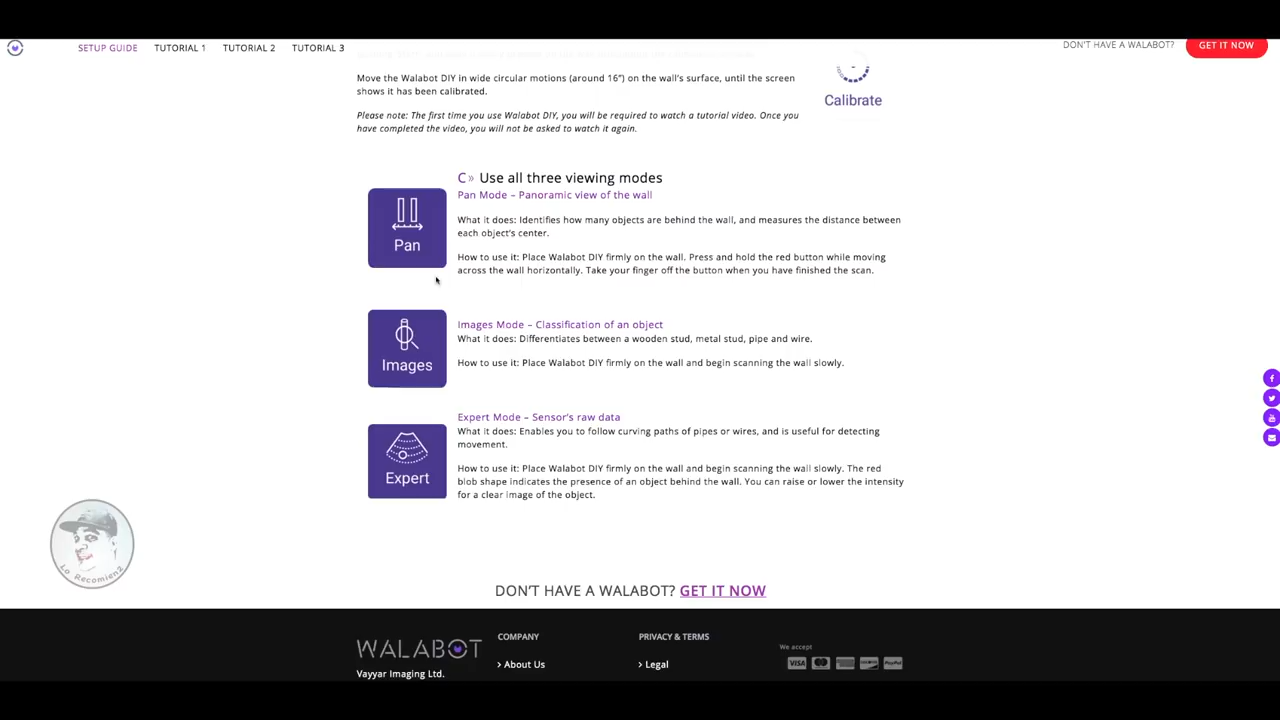 SETUP GUIDE TUTORIAL 1 TUTORIAL 2 TUTORIAL 3
DON'T HAVE A WALABOT? GET IT NOW
Move the Walabot DIY in wide circular motions (around 16") on the wall's surface, until the screen
shows it has been calibrated.
Calibrate
Please note: The first time you use Walabot DIY, you will be required to watch a tutorial video. Once you
have completed the video, you will not be asked to watch it again.
C» Use all three viewing modes
Pan Mode – Panoramic view of the wall
What it does: Identifies how many objects are behind the wall, and measures the distance between
each object's center.
How to use it: Place Walabot DIY firmly on the wall. Press and hold the red button while moving
across the wall horizontally. Take your finger off the button when you have finished the scan.
Pan
Images Mode – Classification of an object
What it does: Differentiates between a wooden stud, metal stud, pipe and wire.
How to use it: Place Walabot DIY firmly on the wall and begin scanning the wall slowly.
Images
Expert Mode – Sensor's raw data
What it does: Enables you to follow curving paths of pipes or wires, and is useful for detecting
movement.
How to use it: Place Walabot DIY firmly on the wall and begin scanning the wall slowly. The red
blob shape indicates the presence of an object behind the wall. You can raise or lower the intensity
for a clear image of the object.
Expert
Lo Recomien2
DON'T HAVE A WALABOT? GET IT NOW
WALABOT
Vayyar Imaging Ltd.
COMPANY
› About Us
PRIVACY & TERMS
› Legal
We accept
VISA
PayPal